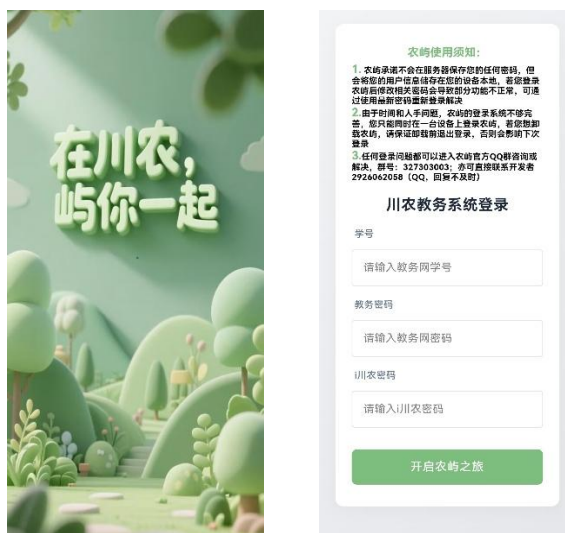 在川农，
屿你一起
农屿使用须知：
1. 农屿承诺不会在服务器保存您的任何密码，但
会将您的用户信息储存在您的设备本地，若您登录
农屿后修改相关密码会导致部分功能不正常，可通
过使用最新密码重新登录解决
2.由于时间和人手问题，农屿的登录系统不够完
善，您只能同时在一台设备上登录农屿，若您想卸
载农屿，请保证卸载前退出登录，否则会影响下次
登录
3.任何登录问题都可以进入农屿官方QQ群咨询或
解决，群号：327303003；亦可直接联系开发者
2926062058（QQ，回复不及时）
川农教务系统登录
学号
请输入教务网学号
教务密码
请输入教务网密码
i川农密码
请输入i川农密码
开启农屿之旅